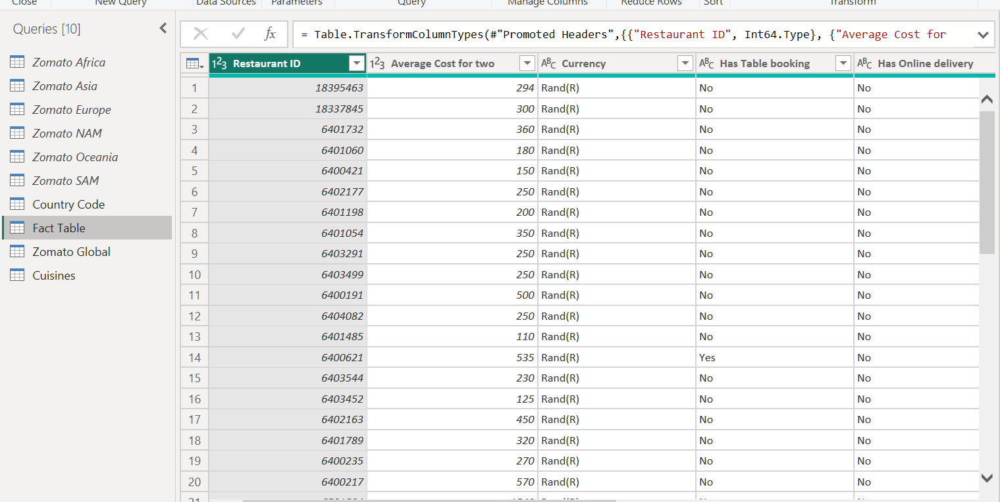 Close New Query Data Sources Parameters Query Manage Columns Reduce Rows Sort Transform
Queries [10]
fx = Table.TransformColumnTypes(#"Promoted Headers",{{"Restaurant ID", Int64.Type}, {"Average Cost for
Zomato Africa
Zomato Asia
Zomato Europe
Zomato NAM
Zomato Oceania
Zomato SAM
Country Code
Fact Table
Zomato Global
Cuisines
123 Restaurant ID 123 Average Cost for two ABC Currency ABC Has Table booking ABC Has Online delivery
1 18395463 294 Rand(R) No No
2 18337845 300 Rand(R) No No
3 6401732 360 Rand(R) No No
4 6401060 180 Rand(R) No No
5 6400421 150 Rand(R) No No
6 6402177 250 Rand(R) No No
7 6401198 200 Rand(R) No No
8 6401054 350 Rand(R) No No
9 6403291 250 Rand(R) No No
10 6403499 250 Rand(R) No No
11 6400191 500 Rand(R) No No
12 6404082 250 Rand(R) No No
13 6401485 110 Rand(R) No No
14 6400621 535 Rand(R) Yes No
15 6403544 230 Rand(R) No No
16 6403452 125 Rand(R) No No
17 6402163 450 Rand(R) No No
18 6401789 320 Rand(R) No No
19 6400235 270 Rand(R) No No
20 6400217 570 Rand(R) No No